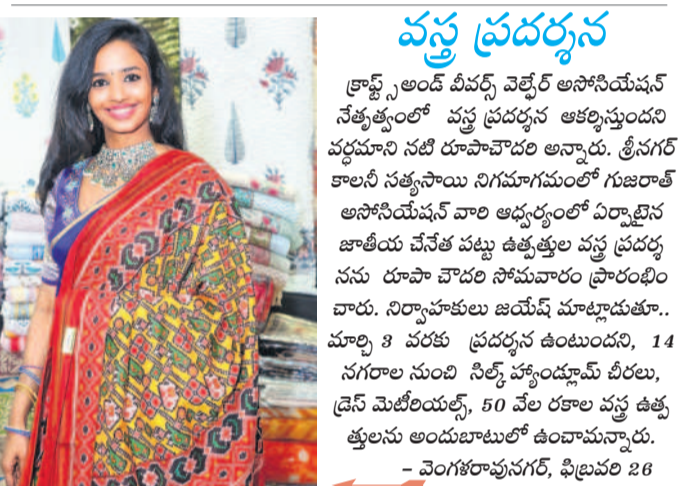 వస్త్ర ప్రదర్శన
క్రాఫ్ట్స్ అండ్ వీవర్స్ వెల్ఫేర్ అసోసియేషన్
నేతృత్వంలో వస్త్ర ప్రదర్శన ఆకర్శిస్తుందని
వర్ధమాని నటి రూపాచౌదరి అన్నారు. శ్రీనగర్
కాలనీ సత్యసాయి నిగమాగమంలో గుజరాత్
అసోసియేషన్ వారి ఆధ్వర్యంలో ఏర్పాటైన
జాతీయ చేనేత పట్టు ఉత్పత్తుల వస్త్ర ప్రదర్శ
నను రూపా చౌదరి సోమవారం ప్రారంభిం
చారు. నిర్వాహకులు జయేష్ మాట్లాడుతూ..
మార్చి 3 వరకు ప్రదర్శన ఉంటుందని, 14
నగరాల నుంచి సిల్క్ హ్యాండ్లూమ్ చీరలు,
డ్రెస్ మెటీరియల్స్, 50 వేల రకాల వస్త్ర ఉత్ప
త్తులను అందుబాటులో ఉంచామన్నారు.
– వెంగళరావునగర్, ఫిబ్రవరి 26